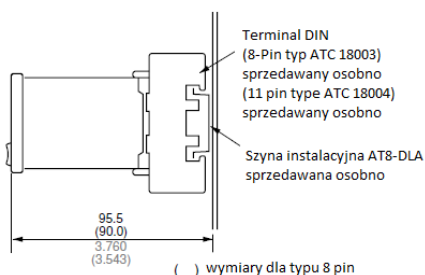 Terminal DIN
(8-Pin typ ATC 18003)
sprzedawany osobno
(11 pin type ATC 18004)
sprzedawany osobno
Szyna instalacyjna AT8-DLA
sprzedawana osobno
95.5
(90.0)
3.760
(3.543)
( ) wymiary dla typu 8 pin